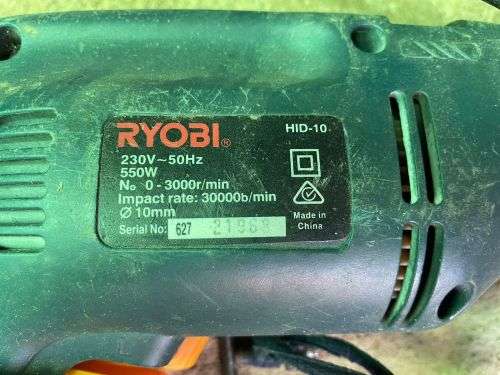 RYOBI®
HID-10
230V~50Hz
550W
No 0-3000r/min
Impact rate: 30000b/min
Ø 10mm
Serial No: 627
Made in
China